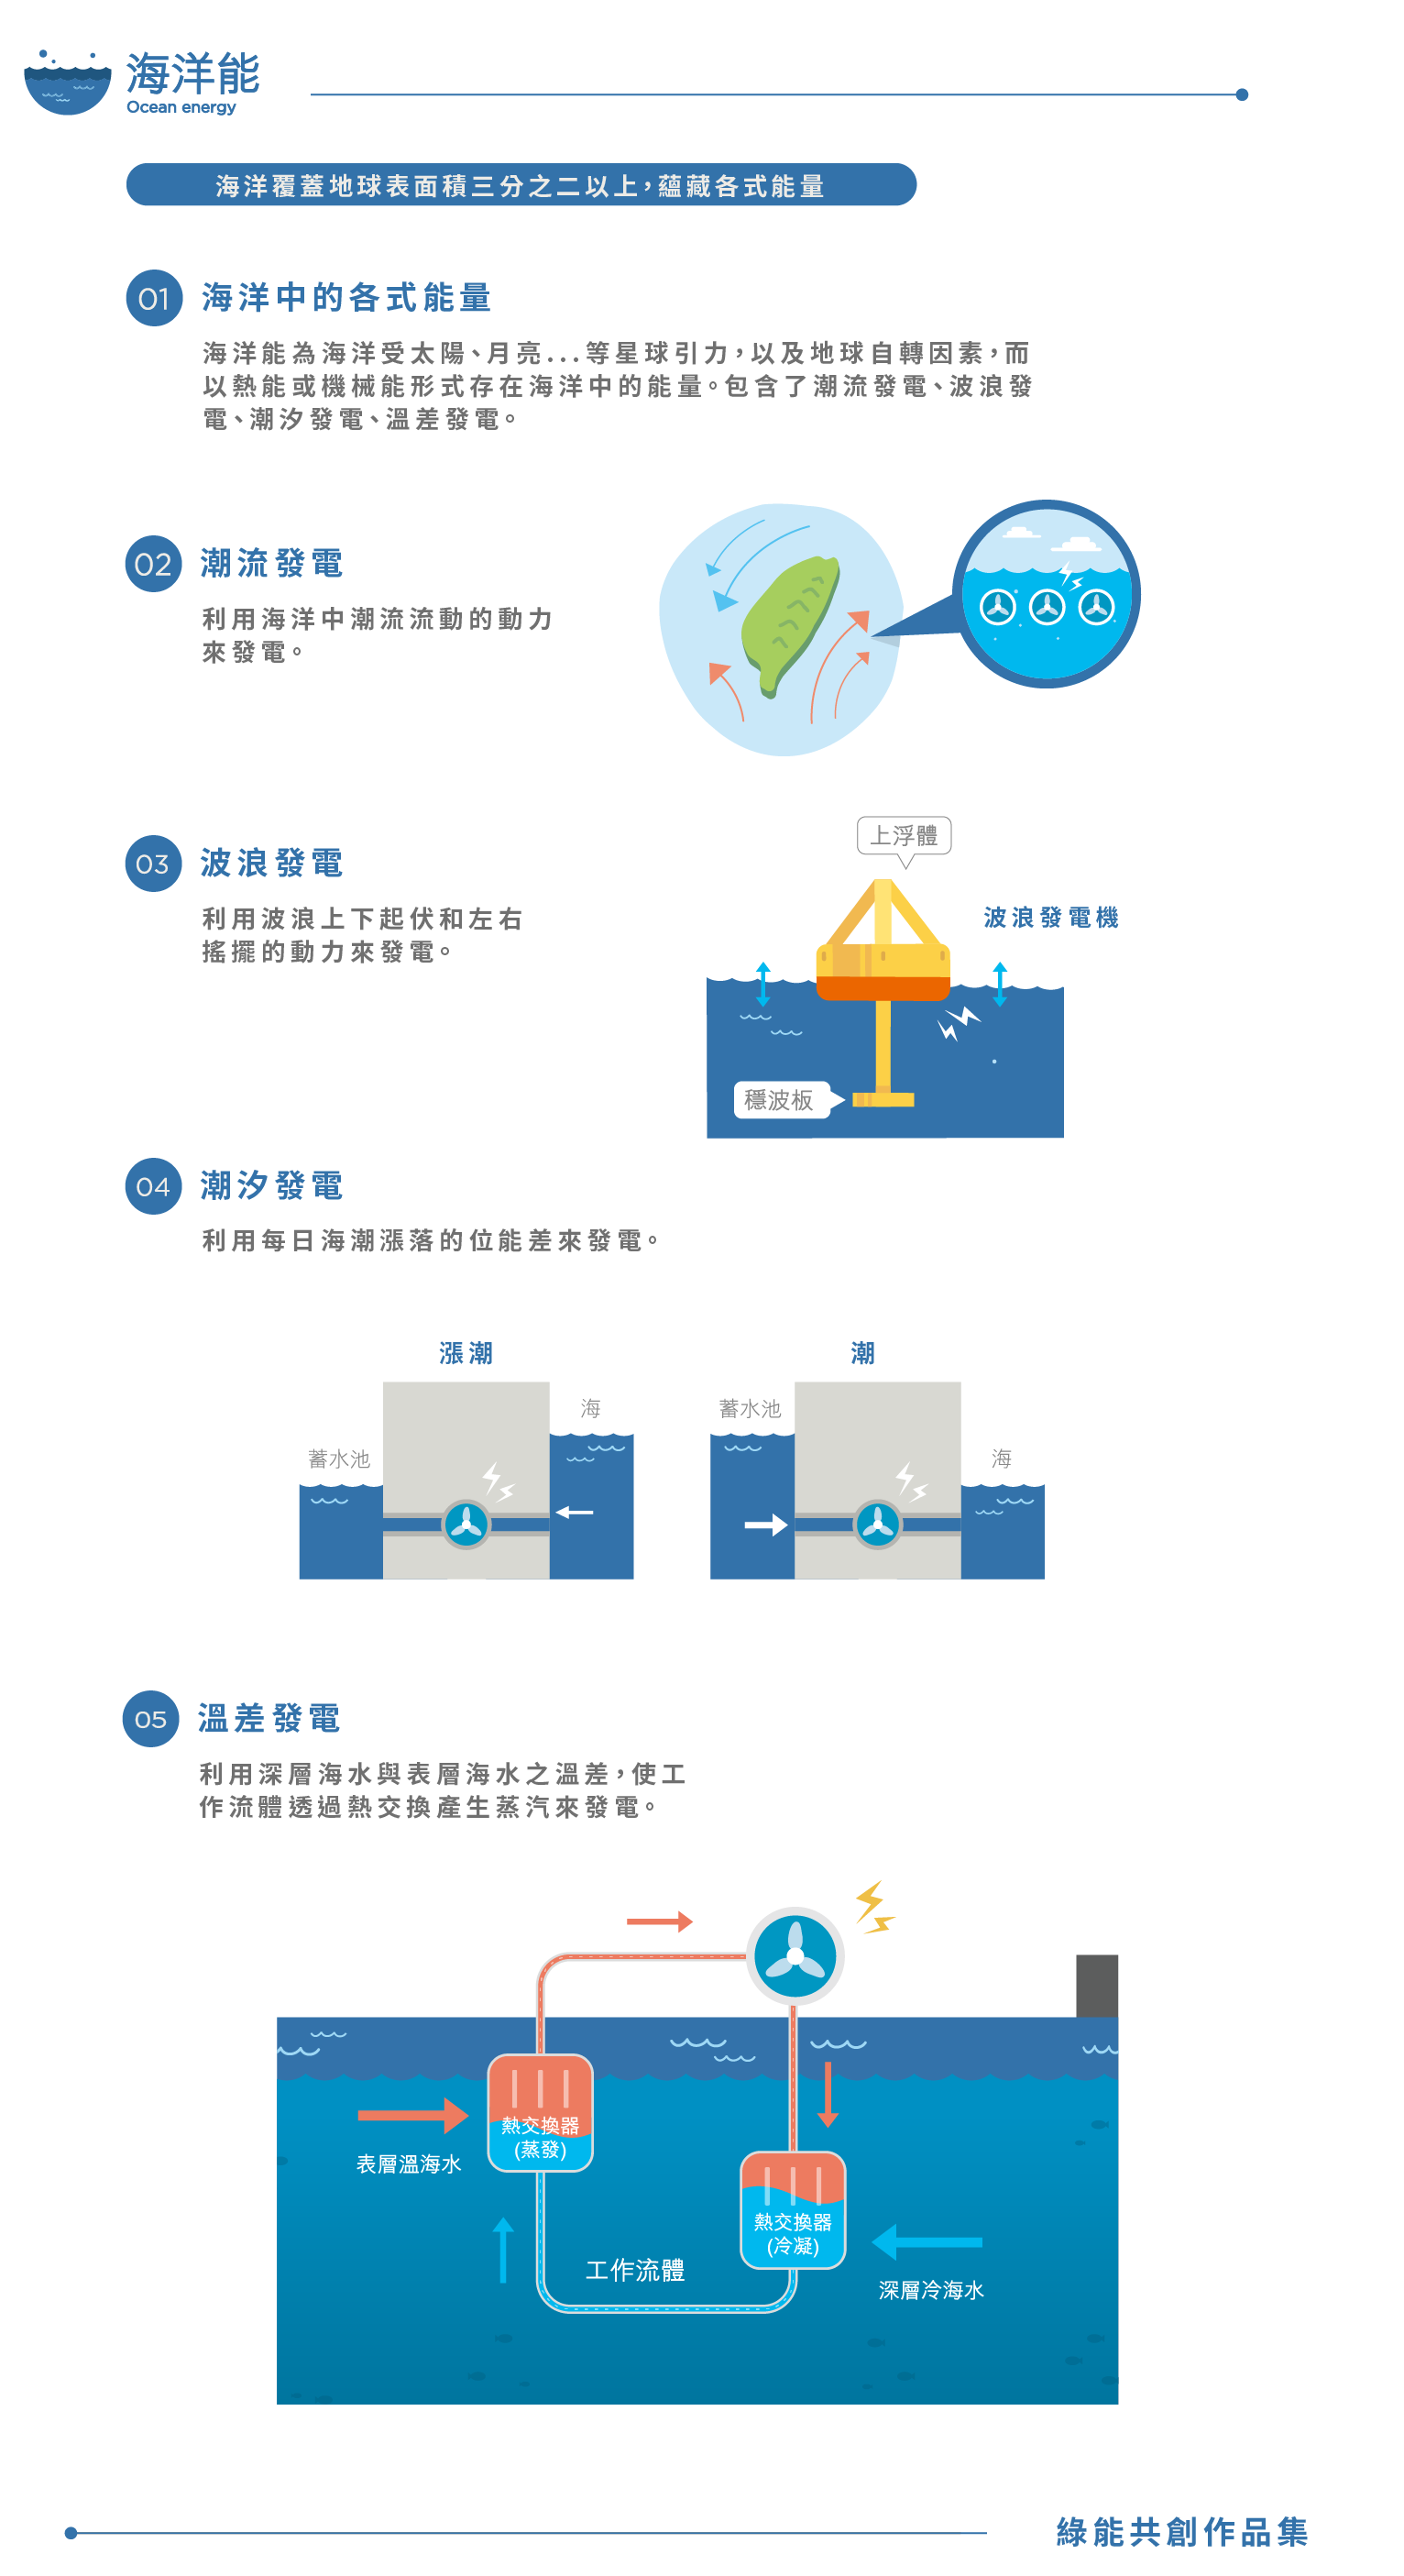 海洋能
Ocean energy
海洋覆蓋地球表面積三分之二以上，蘊藏各式能量
01 海洋中的各式能量
海洋能為海洋受太陽、月亮...等星球引力，以及地球自轉因素，而
以熱能或機械能形式存在海洋中的能量。包含了潮流發電、波浪發
電、潮汐發電、溫差發電。
02 潮流發電
利用海洋中潮流流動的動力
來發電。
03 波浪發電
利用波浪上下起伏和左右
搖擺的動力來發電。
上浮體
波浪發電機
穩波板
04 潮汐發電
利用每日海潮漲落的位能差來發電。
漲潮
海
蓄水池
潮
蓄水池
海
05 溫差發電
利用深層海水與表層海水之溫差，使工
作流體透過熱交換產生蒸汽來發電。
熱交換器
(蒸發)
表層溫海水
熱交換器
(冷凝)
工作流體
深層冷海水
綠能共創作品集